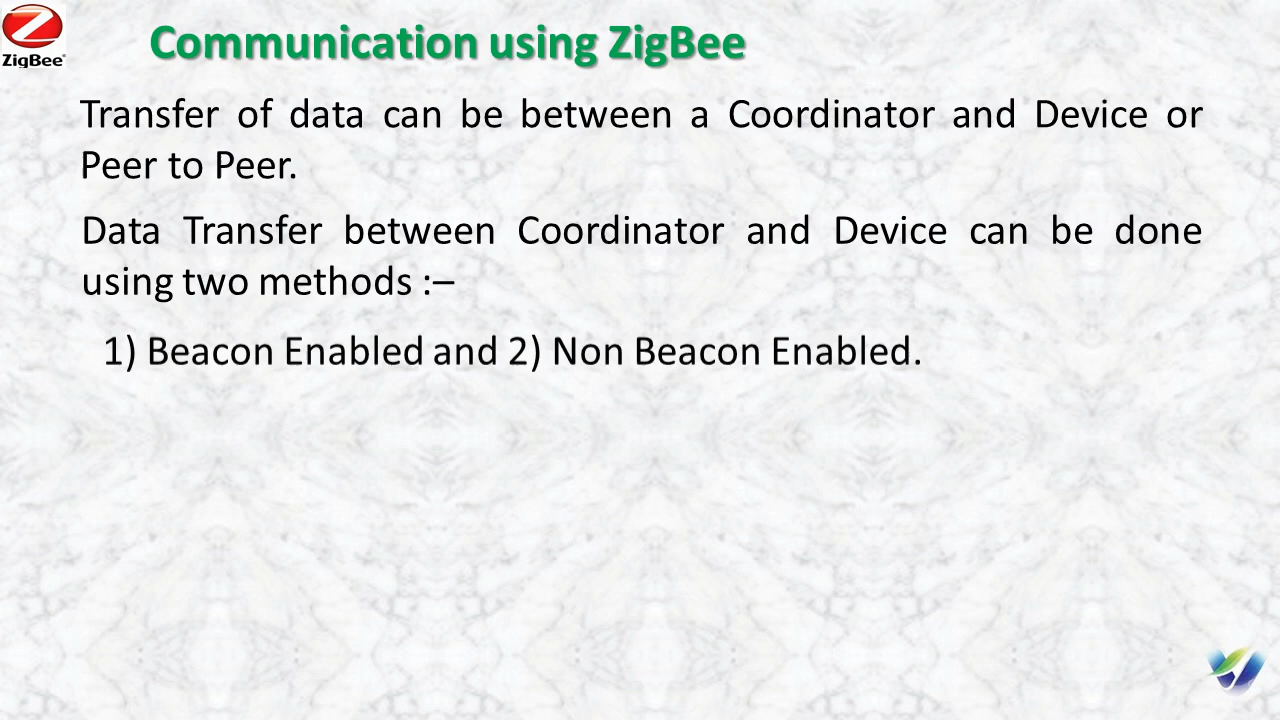 ZigBee®
Communication using ZigBee
Transfer of data can be between a Coordinator and Device or
Peer to Peer.
Data Transfer between Coordinator and Device can be done
using two methods :–
1) Beacon Enabled and 2) Non Beacon Enabled.